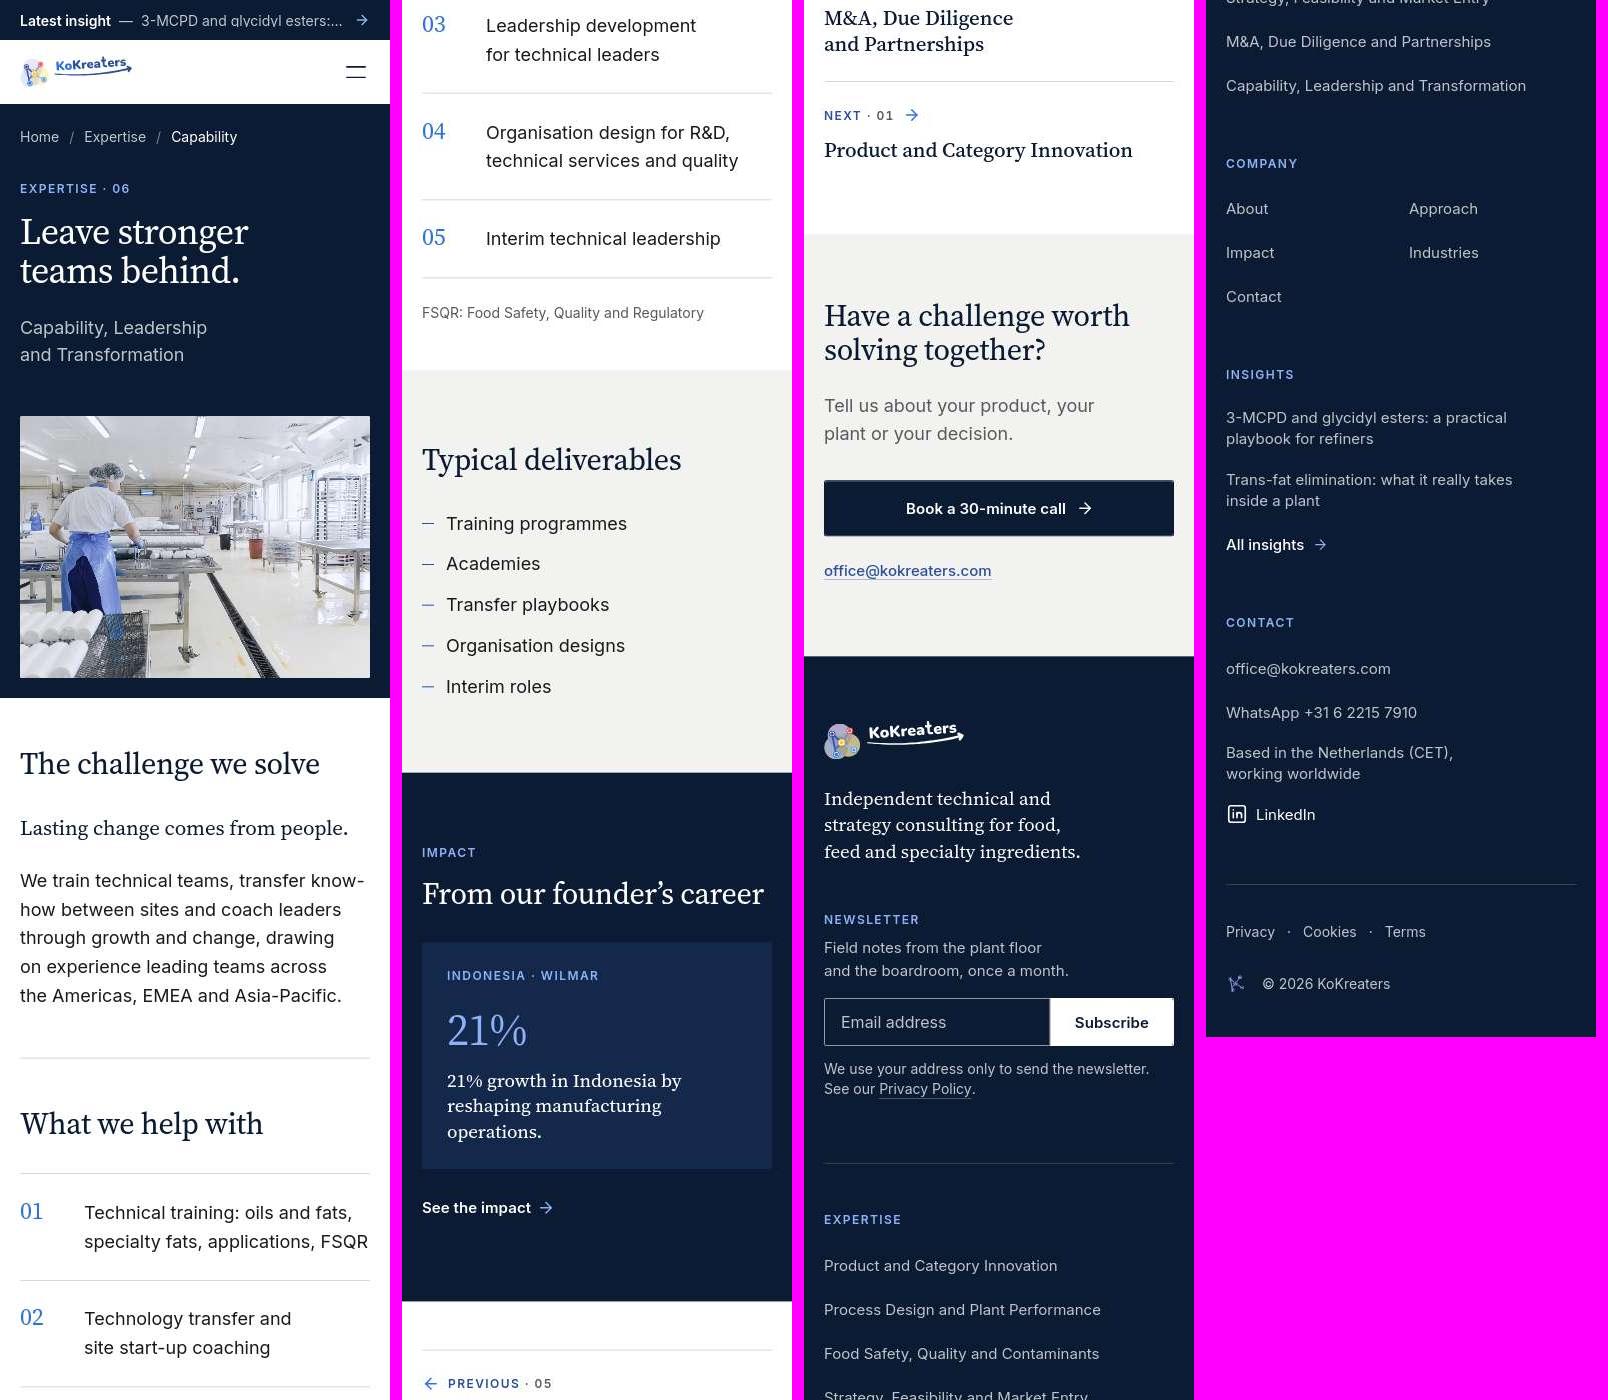 Latest insight — 3-MCPD and glycidyl esters:...
KoKreaters
Home / Expertise / Capability
EXPERTISE · 06
Leave stronger
teams behind.
Capability, Leadership
and Transformation
The challenge we solve
Lasting change comes from people.
We train technical teams, transfer know-
how between sites and coach leaders
through growth and change, drawing
on experience leading teams across
the Americas, EMEA and Asia-Pacific.
What we help with
01 Technical training: oils and fats,
specialty fats, applications, FSQR
02 Technology transfer and
site start-up coaching
03 Leadership development
for technical leaders
04 Organisation design for R&D,
technical services and quality
05 Interim technical leadership
FSQR: Food Safety, Quality and Regulatory
Typical deliverables
— Training programmes
— Academies
— Transfer playbooks
— Organisation designs
— Interim roles
IMPACT
From our founder’s career
INDONESIA · WILMAR
21%
21% growth in Indonesia by
reshaping manufacturing
operations.
See the impact →
← PREVIOUS · 05
M&A, Due Diligence
and Partnerships
NEXT · 01 →
Product and Category Innovation
Have a challenge worth
solving together?
Tell us about your product, your
plant or your decision.
Book a 30-minute call →
office@kokreaters.com
KoKreaters
Independent technical and
strategy consulting for food,
feed and specialty ingredients.
NEWSLETTER
Field notes from the plant floor
and the boardroom, once a month.
Email address Subscribe
We use your address only to send the newsletter.
See our Privacy Policy.
EXPERTISE
Product and Category Innovation
Process Design and Plant Performance
Food Safety, Quality and Contaminants
Strategy, Feasibility and Market Entry
M&A, Due Diligence and Partnerships
Capability, Leadership and Transformation
COMPANY
About Approach
Impact Industries
Contact
INSIGHTS
3-MCPD and glycidyl esters: a practical
playbook for refiners
Trans-fat elimination: what it really takes
inside a plant
All insights →
CONTACT
office@kokreaters.com
WhatsApp +31 6 2215 7910
Based in the Netherlands (CET),
working worldwide
LinkedIn
Privacy · Cookies · Terms
© 2026 KoKreaters